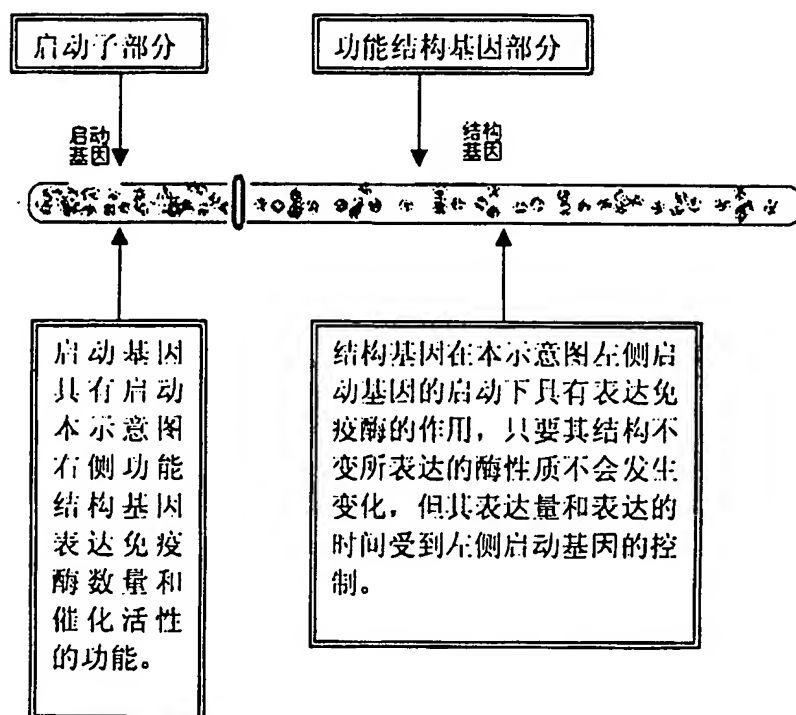 启动子部分
功能结构基因部分
启动
基因
结构
基因
启动基因
具有启动
本示意图
右侧功能
结构基因
表达免疫
酶数量和
催化活性
的功能。
结构基因在本示意图左侧启
动基因的启动下具有表达免
疫酶的作用，只要其结构不
变所表达的酶性质不会发生
变化，但其表达量和表达的
时间受到左侧启动基因的控
制。